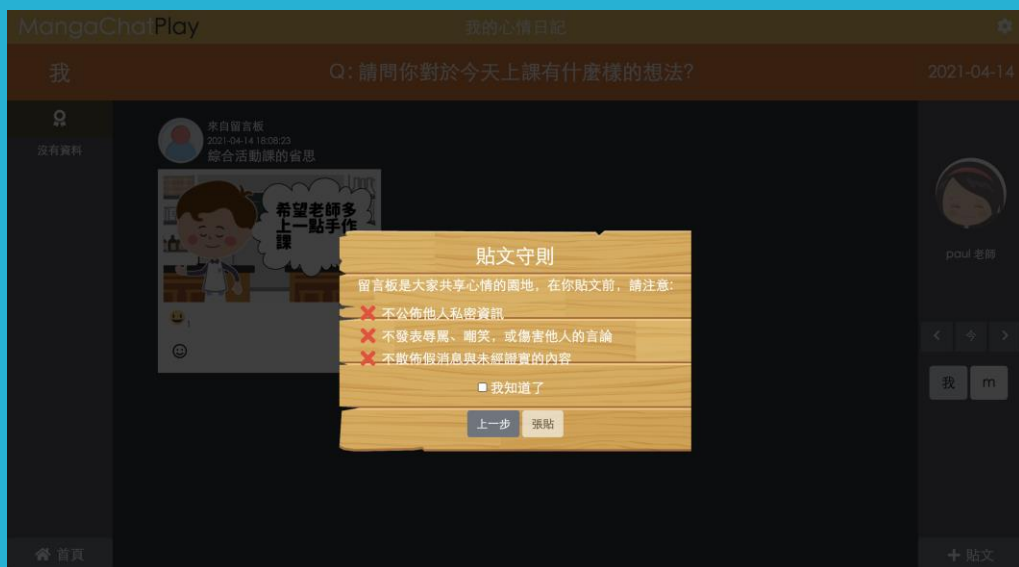 MangaChatPlay
我的心情日記
我
Q: 請問你對於今天上課有什麼樣的想法?
2021-04-14
沒有資料
來自留言板
2021-04-14 16:08:23
綜合活動課的省思
希望老師多
上一點手作
課
1
貼文守則
留言板是大家共享心情的園地，在你貼文前，請注意:
不公佈他人私密資訊
不發表辱罵、嘲笑，或傷害他人的言論
不散佈假消息與未經證實的內容
我知道了
上一步
張貼
paul 老師
< 今 >
我 m
首頁
+ 貼文